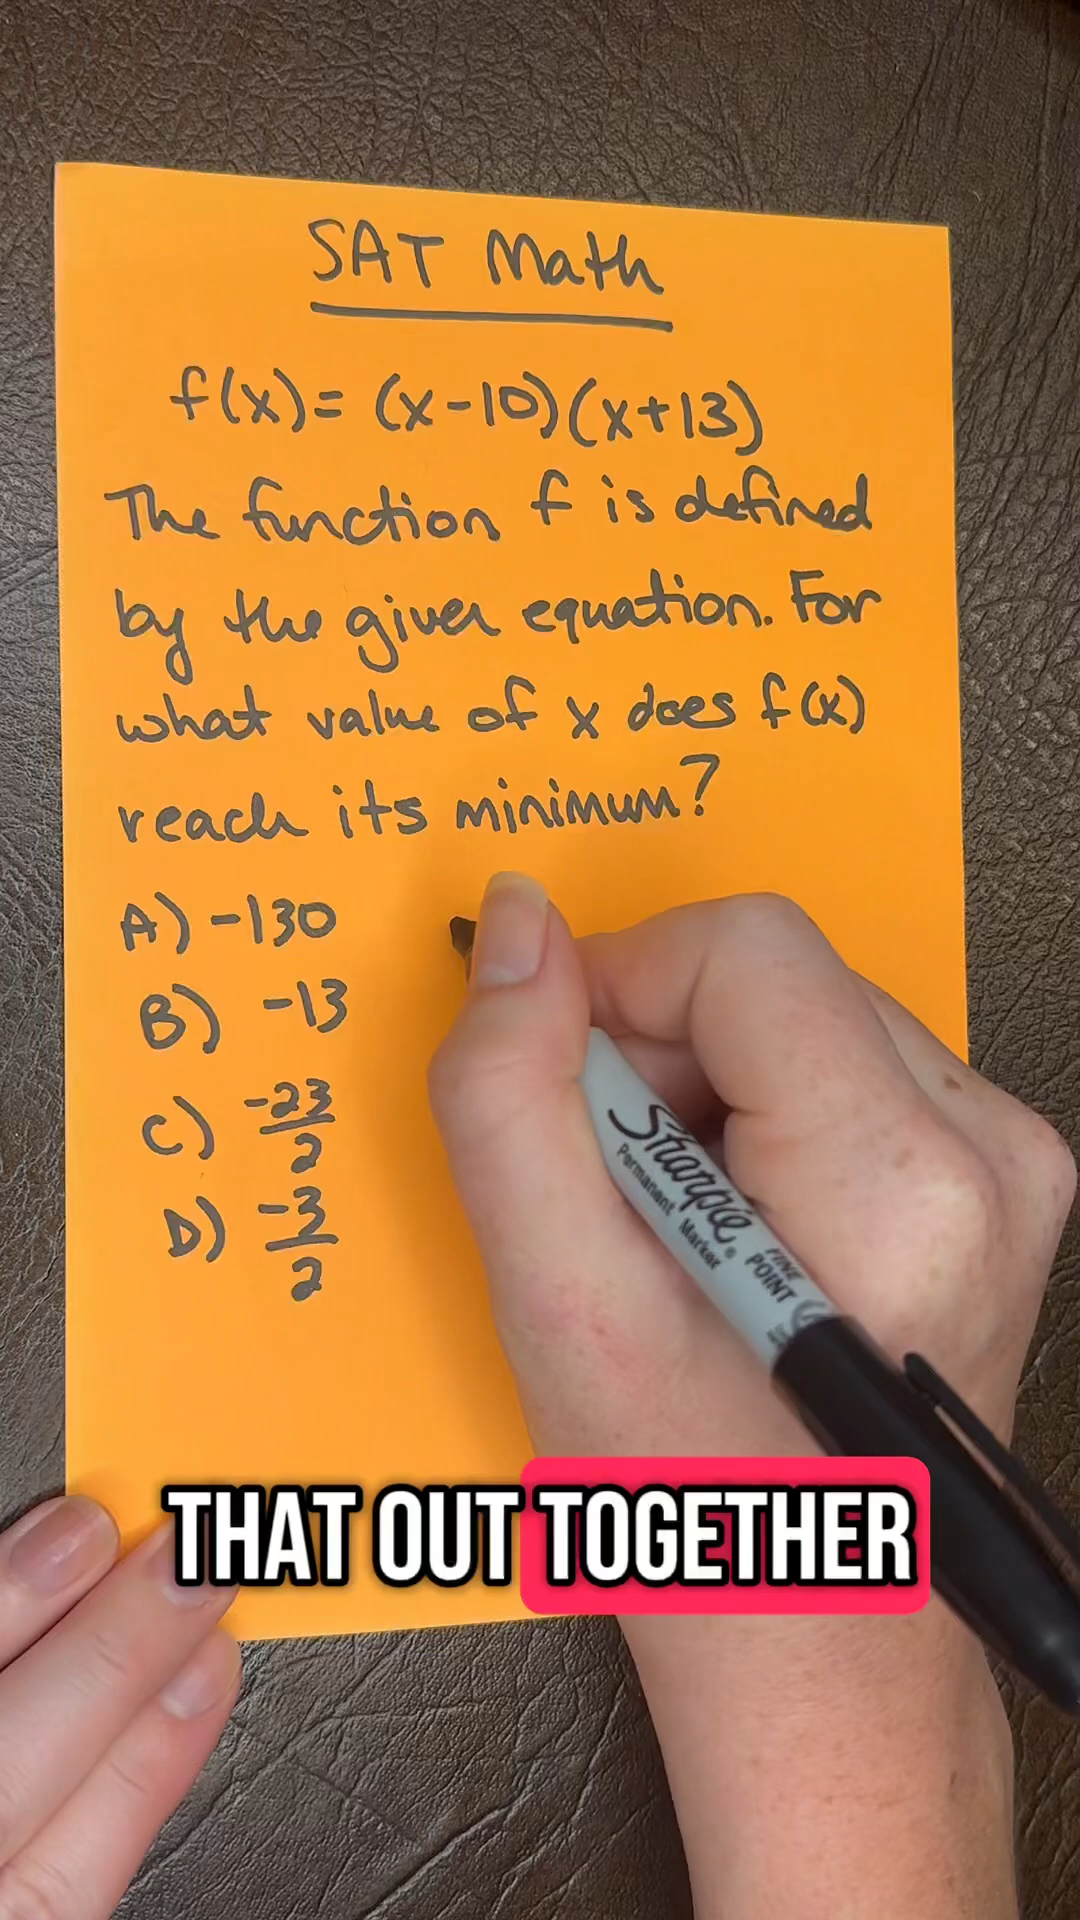 SAT Math
f(x)= (x-10)(x+13)
The function f is defined
by the given equation. For
what value of x does f(x)
reach its minimum?
A) -130
B) -13
C) -23/2
D) -3/2
Sharpie®
Permanent Marker
FINE
POINT
THAT OUT TOGETHER